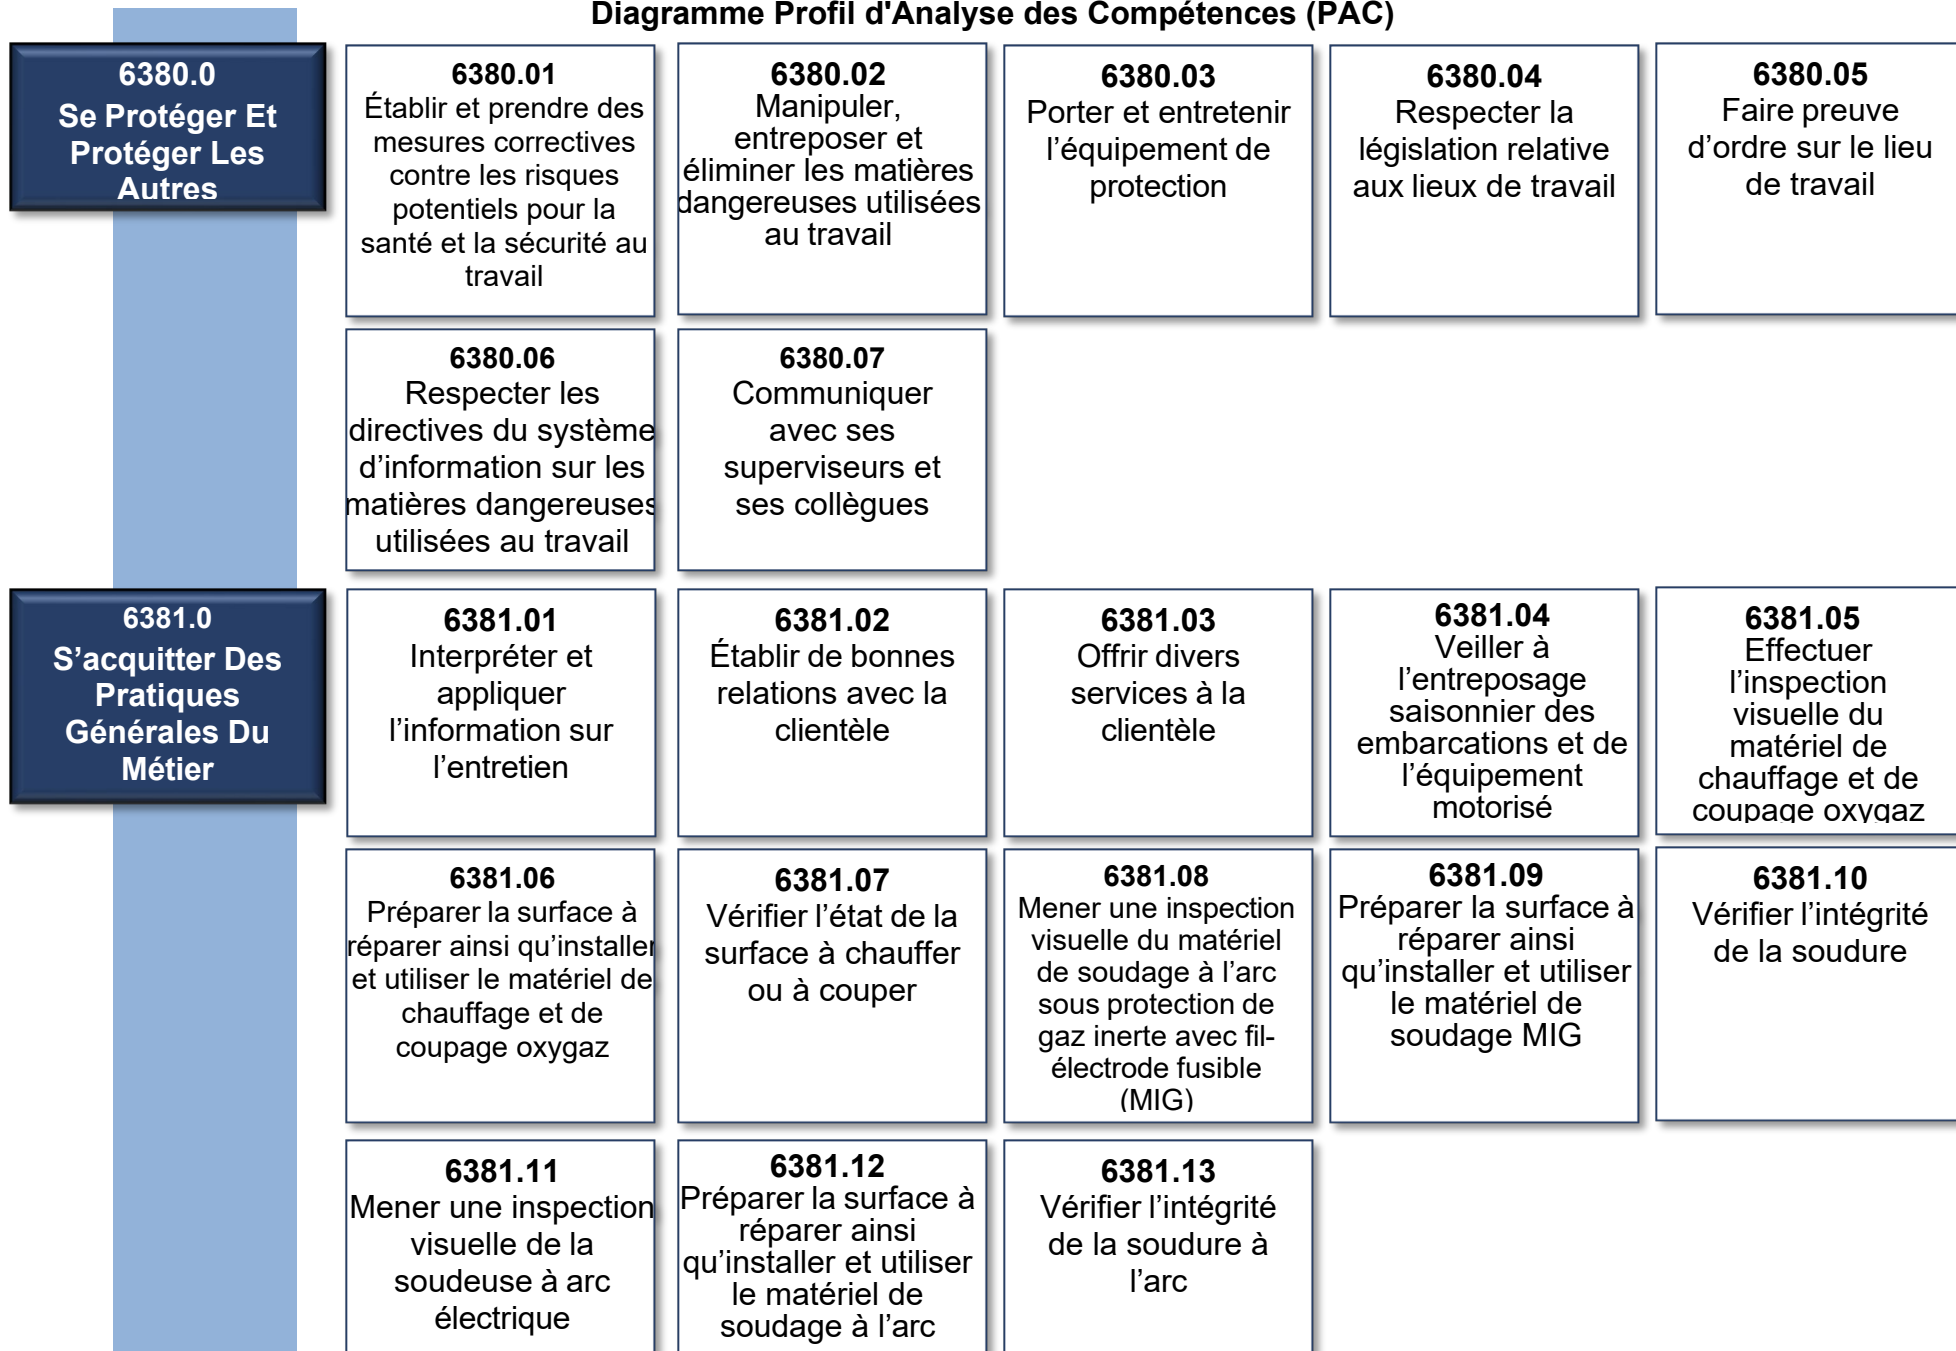 Diagramme Profil d'Analyse des Compétences (PAC)
6380.0
Se Protéger Et
Protéger Les
Autres
6380.01
Établir et prendre des
mesures correctives
contre les risques
potentiels pour la
santé et la sécurité au
travail
6380.02
Manipuler,
entreposer et
éliminer les matières
dangereuses utilisées
au travail
6380.03
Porter et entretenir
l’équipement de
protection
6380.04
Respecter la
législation relative
aux lieux de travail
6380.05
Faire preuve
d’ordre sur le lieu
de travail
6380.06
Respecter les
directives du système
d’information sur les
matières dangereuses
utilisées au travail
6380.07
Communiquer
avec ses
superviseurs et
ses collègues
6381.0
S’acquitter Des
Pratiques
Générales Du
Métier
6381.01
Interpréter et
appliquer
l’information sur
l’entretien
6381.02
Établir de bonnes
relations avec la
clientèle
6381.03
Offrir divers
services à la
clientèle
6381.04
Veiller à
l’entreposage
saisonnier des
embarcations et de
l’équipement
motorisé
6381.05
Effectuer
l’inspection
visuelle du
matériel de
chauffage et de
coupage oxygaz
6381.06
Préparer la surface à
réparer ainsi qu’installer
et utiliser le matériel de
chauffage et de
coupage oxygaz
6381.07
Vérifier l’état de la
surface à chauffer
ou à couper
6381.08
Mener une inspection
visuelle du matériel
de soudage à l’arc
sous protection de
gaz inerte avec fil-
électrode fusible
(MIG)
6381.09
Préparer la surface à
réparer ainsi
qu’installer et utiliser
le matériel de
soudage MIG
6381.10
Vérifier l’intégrité
de la soudure
6381.11
Mener une inspection
visuelle de la
soudeuse à arc
électrique
6381.12
Préparer la surface à
réparer ainsi
qu’installer et utiliser
le matériel de
soudage à l’arc
6381.13
Vérifier l’intégrité
de la soudure à
l’arc